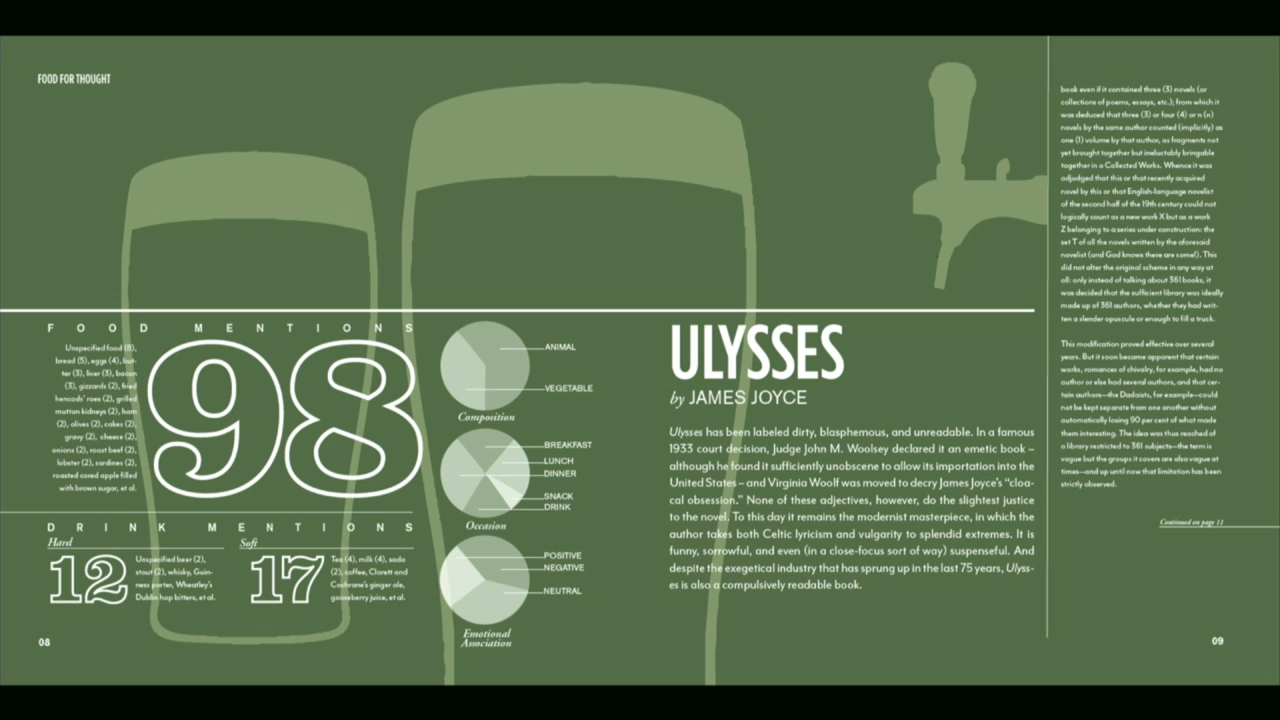 FOOD FOR THOUGHT
F O O D M E N T I O N S
Unspecified food (8),
bread (5), eggs (4), but-
ter (3), liver (3), bacon
(3), gizzards (2), fried
hencods' roes (2), grilled
mutton kidneys (2), ham
(2), olives (2), cakes (2),
gravy (2), cheese (2),
onions (2), roast beef (2),
lobster (2), sardines (2),
roasted cored apple filled
with brown sugar, et al.
98
D R I N K M E N T I O N S
Hard
12
Unspecified beer (2),
stout (2), whisky, Guin-
ness porter, Wheatley's
Dublin hop bitters, et al.
Soft
17
Tea (4), milk (4), soda
(2), coffee, Clorett and
Cochrane's ginger ale,
gooseberry juice, et al.
08
ANIMAL
VEGETABLE
Composition
BREAKFAST
LUNCH
DINNER
SNACK
DRINK
Occasion
POSITIVE
NEGATIVE
NEUTRAL
Emotional
Association
ULYSSES
by JAMES JOYCE
Ulysses has been labeled dirty, blasphemous, and unreadable. In a famous
1933 court decision, Judge John M. Woolsey declared it an emetic book –
although he found it sufficiently unobscene to allow its importation into the
United States – and Virginia Woolf was moved to decry James Joyce's "cloa-
cal obsession." None of these adjectives, however, do the slightest justice
to the novel. To this day it remains the modernist masterpiece, in which the
author takes both Celtic lyricism and vulgarity to splendid extremes. It is
funny, sorrowful, and even (in a close-focus sort of way) suspenseful. And
despite the exegetical industry that has sprung up in the last 75 years, Ulyss-
es is also a compulsively readable book.
book even if it contained three (3) novels (or
collections of poems, essays, etc.); from which it
was deduced that three (3) or four (4) or n (n)
novels by the same author counted (implicitly) as
one (1) volume by that author, as fragments not
yet brought together but ineluctably bringable
together in a Collected Works. Whence it was
adjudged that this or that recently acquired
novel by this or that English-language novelist
of the second half of the 19th century could not
logically count as a new work X but as a work
Z belonging to a series under construction: the
set T of all the novels written by the aforesaid
novelist (and God knows there are some!). This
did not alter the original scheme in any way at
all: only instead of talking about 361 books, it
was decided that the sufficient library was ideally
made up of 361 authors, whether they had writ-
ten a slender opuscule or enough to fill a truck.
This modification proved effective over several
years. But it soon became apparent that certain
works, romances of chivalry, for example, had no
author or else had several authors, and that cer-
tain authors—the Dadaists, for example—could
not be kept separate from one another without
automatically losing 90 per cent of what made
them interesting. The idea was thus reached of
a library restricted to 361 subjects—the term is
vague but the groups it covers are also vague at
times—and up until now that limitation has been
strictly observed.
Continued on page 11
09